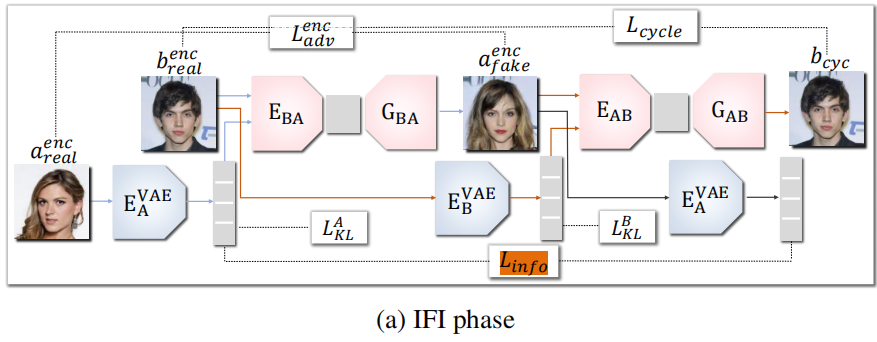 L_{adv}^{enc}
L_{cycle}
b_{real}^{enc}
a_{fake}^{enc}
b_{cyc}
E_{BA}
G_{BA}
E_{AB}
G_{AB}
a_{real}^{enc}
E_A^{VAE}
E_B^{VAE}
E_A^{VAE}
L_{KL}^A
L_{KL}^B
L_{info}
(a) IFI phase